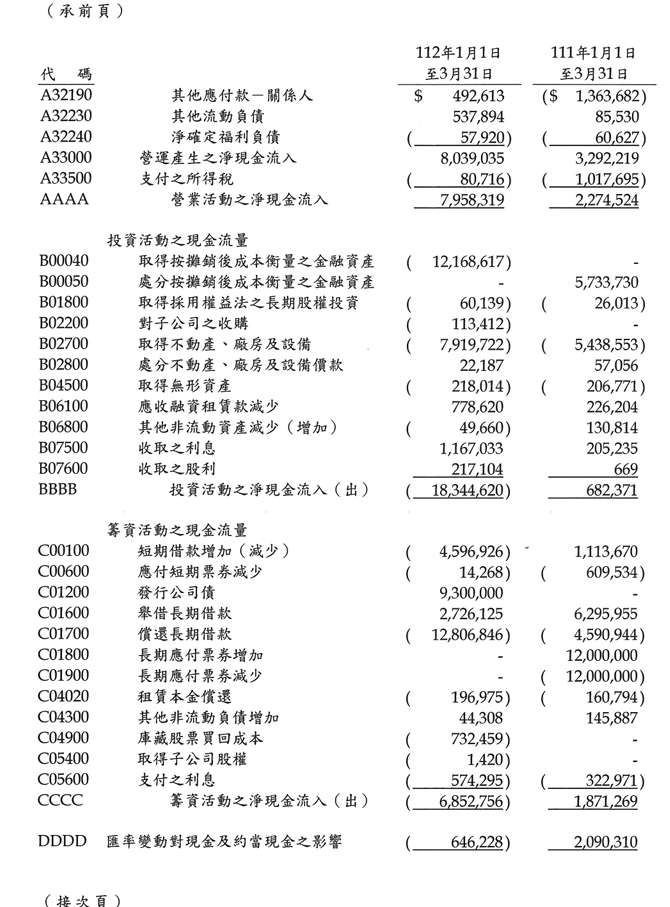 （承前頁）
112年1月1日 111年1月1日
代　碼 至3月31日 至3月31日
A32190 其他應付款－關係人 $ 492,613 ($ 1,363,682)
A32230 其他流動負債 537,894 85,530
A32240 淨確定福利負債 ( 57,920) ( 60,627)
A33000 營運產生之淨現金流入 8,039,035 3,292,219
A33500 支付之所得稅 ( 80,716) ( 1,017,695)
AAAA 營業活動之淨現金流入 7,958,319 2,274,524
投資活動之現金流量
B00040 取得按攤銷後成本衡量之金融資產 ( 12,168,617) -
B00050 處分按攤銷後成本衡量之金融資產 - 5,733,730
B01800 取得採用權益法之長期股權投資 ( 60,139) ( 26,013)
B02200 對子公司之收購 ( 113,412) -
B02700 取得不動產、廠房及設備 ( 7,919,722) ( 5,438,553)
B02800 處分不動產、廠房及設備價款 22,187 57,056
B04500 取得無形資產 ( 218,014) ( 206,771)
B06100 應收融資租賃款減少 778,620 226,204
B06800 其他非流動資產減少（增加） ( 49,660) 130,814
B07500 收取之利息 1,167,033 205,235
B07600 收取之股利 217,104 669
BBBB 投資活動之淨現金流入（出） ( 18,344,620) 682,371
籌資活動之現金流量
C00100 短期借款增加（減少） ( 4,596,926) 1,113,670
C00600 應付短期票券減少 ( 14,268) ( 609,534)
C01200 發行公司債 9,300,000 -
C01600 舉借長期借款 2,726,125 6,295,955
C01700 償還長期借款 ( 12,806,846) ( 4,590,944)
C01800 長期應付票券增加 - 12,000,000
C01900 長期應付票券減少 - ( 12,000,000)
C04020 租賃本金償還 ( 196,975) ( 160,794)
C04300 其他非流動負債增加 44,308 145,887
C04900 庫藏股票買回成本 ( 732,459) -
C05400 取得子公司股權 ( 1,420) -
C05600 支付之利息 ( 574,295) ( 322,971)
CCCC 籌資活動之淨現金流入（出） ( 6,852,756) 1,871,269
DDDD 匯率變動對現金及約當現金之影響 ( 646,228) 2,090,310
（接次頁）